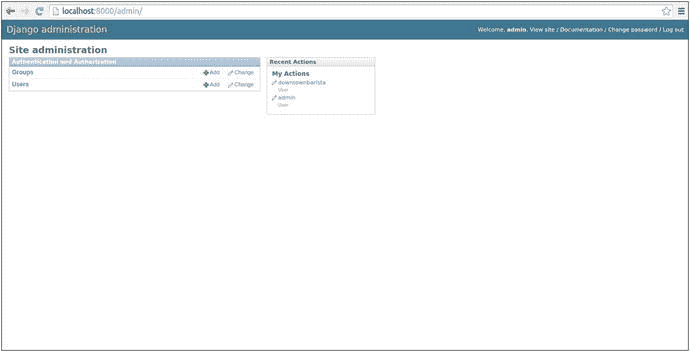 localhost:8000/admin/
Django administration
Welcome, admin. View site / Documentation / Change password / Log out
Site administration
Authentication and Authorization
Groups Add Change
Users Add Change
Recent Actions
My Actions
downtownbarista
User
admin
User